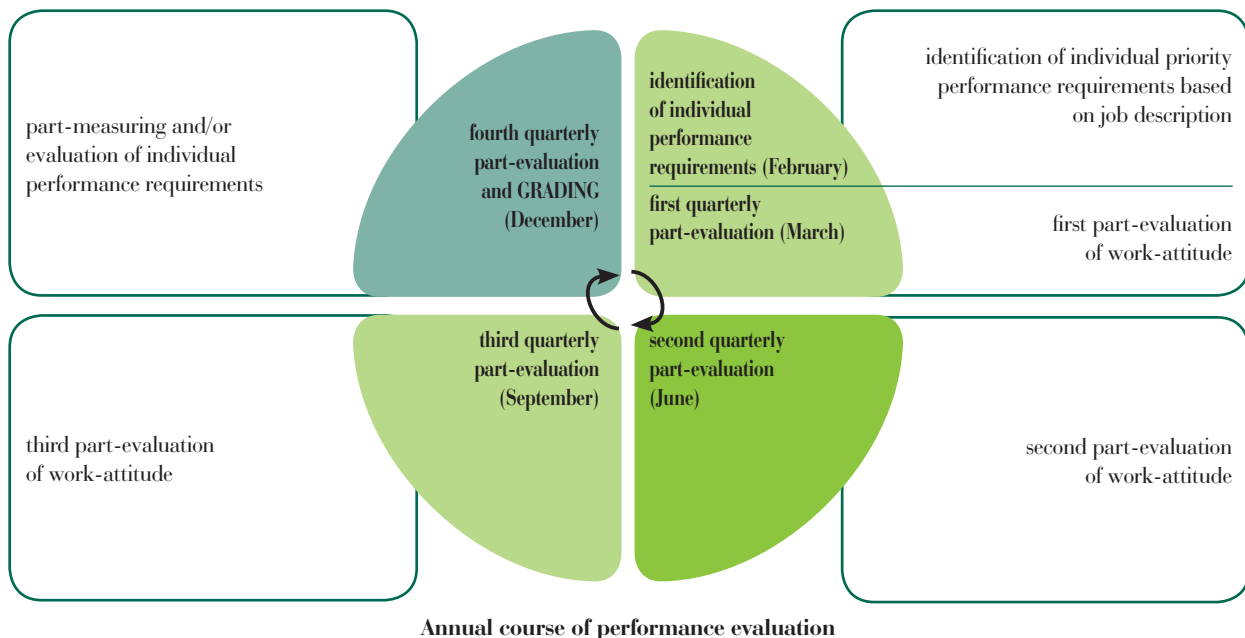 part-measuring and/or
evaluation of individual
performance requirements
fourth quarterly
part-evaluation
and GRADING
(December)
identification
of individual
performance
requirements (February)
first quarterly
part-evaluation (March)
identification of individual priority
performance requirements based
on job description
first part-evaluation
of work-attitude
third part-evaluation
of work-attitude
third quarterly
part-evaluation
(September)
second quarterly
part-evaluation
(June)
second part-evaluation
of work-attitude
Annual course of performance evaluation